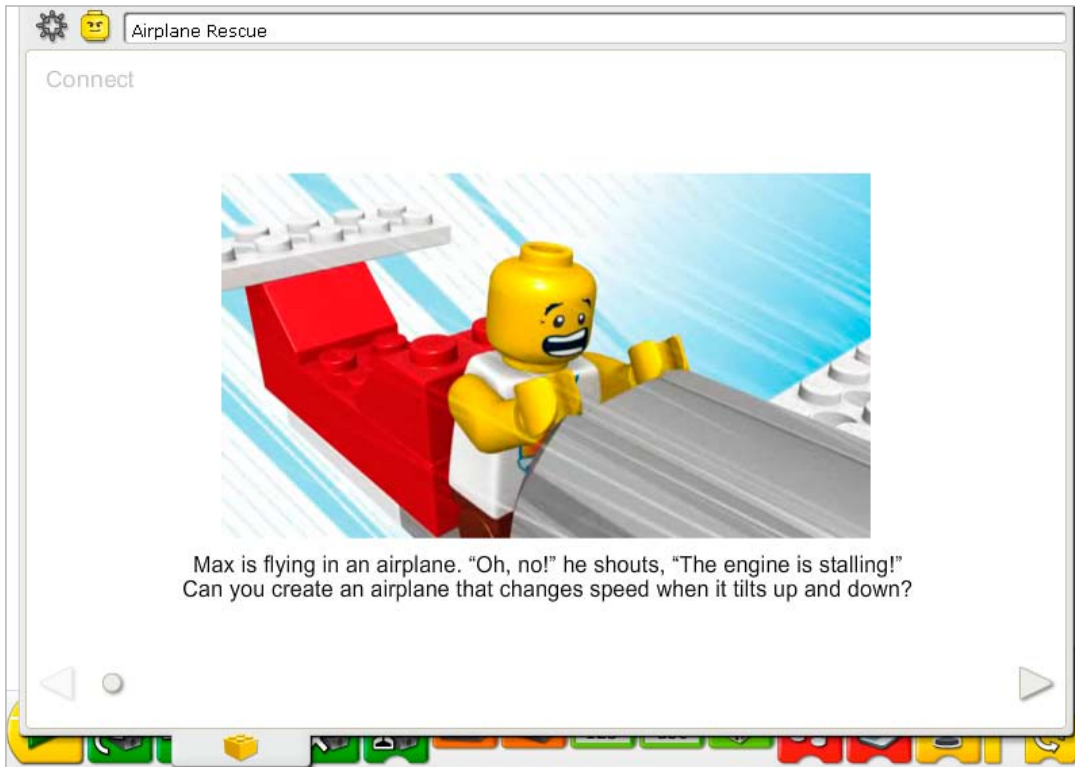 Airplane Rescue
Connect
Max is flying in an airplane. “Oh, no!” he shouts, “The engine is stalling!”
Can you create an airplane that changes speed when it tilts up and down?